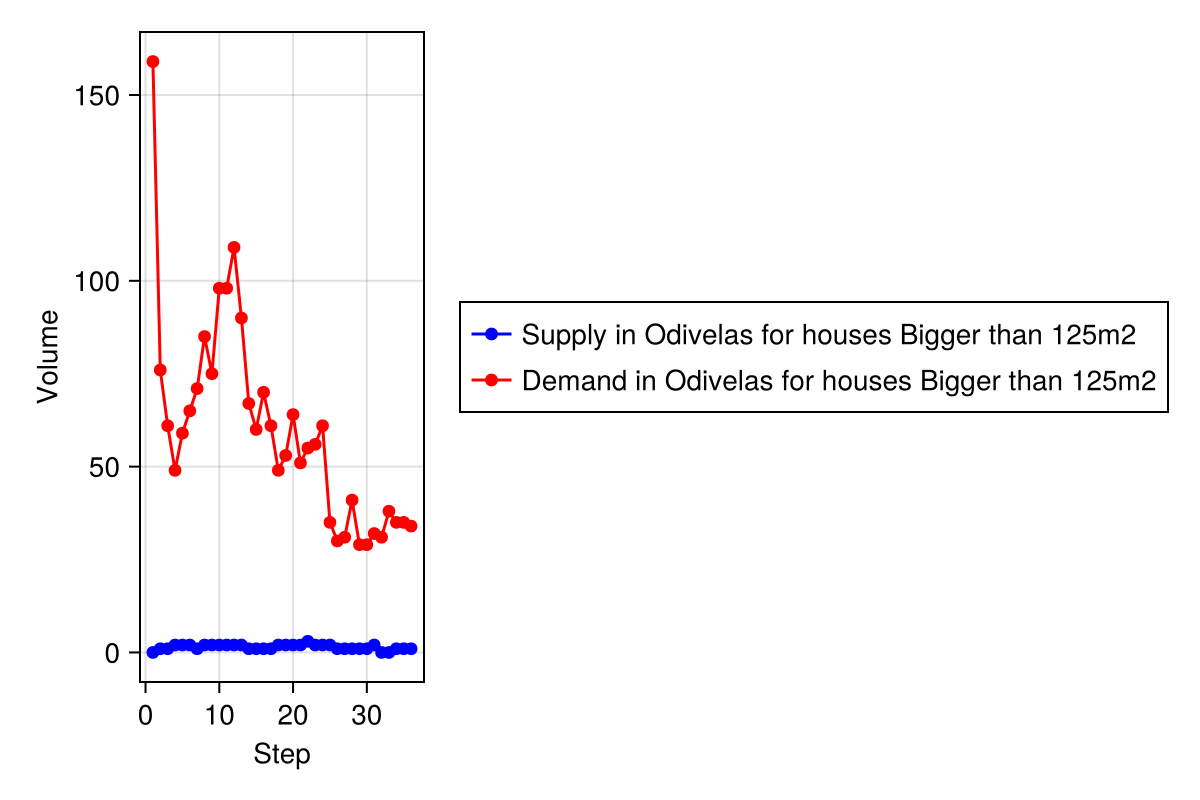 150
100
50
0
Volume
0 10 20 30
Step
Supply in Odivelas for houses Bigger than 125m2
Demand in Odivelas for houses Bigger than 125m2